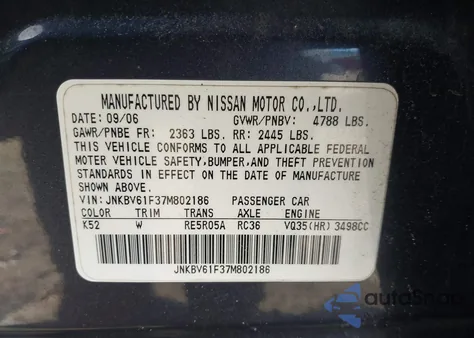 MANUFACTURED BY NISSAN MOTOR CO.,LTD.
DATE: 09/06 GVWR/PNBV: 4788 LBS.
GAWR/PNBE FR: 2363 LBS. RR: 2445 LBS.
THIS VEHICLE CONFORMS TO ALL APPLICABLE FEDERAL
MOTOR VEHICLE SAFETY, BUMPER, AND THEFT PREVENTION
STANDARDS IN EFFECT ON THE DATE OF MANUFACTURE
SHOWN ABOVE.
VIN: JNKBV61F37M802186 PASSENGER CAR
COLOR TRIM TRANS AXLE ENGINE
K52 W RE5R05A RC36 VQ35(HR) 3498CC
JNKBV61F37M802186